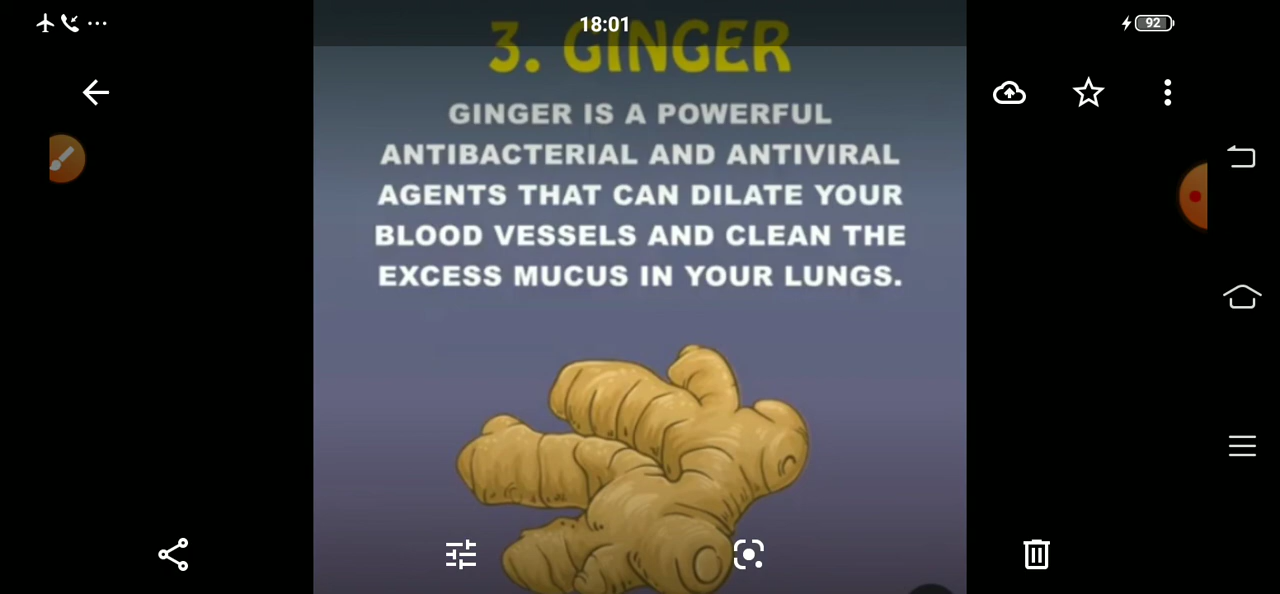 18:01
92
3. GINGER
GINGER IS A POWERFUL
ANTIBACTERIAL AND ANTIVIRAL
AGENTS THAT CAN DILATE YOUR
BLOOD VESSELS AND CLEAN THE
EXCESS MUCUS IN YOUR LUNGS.